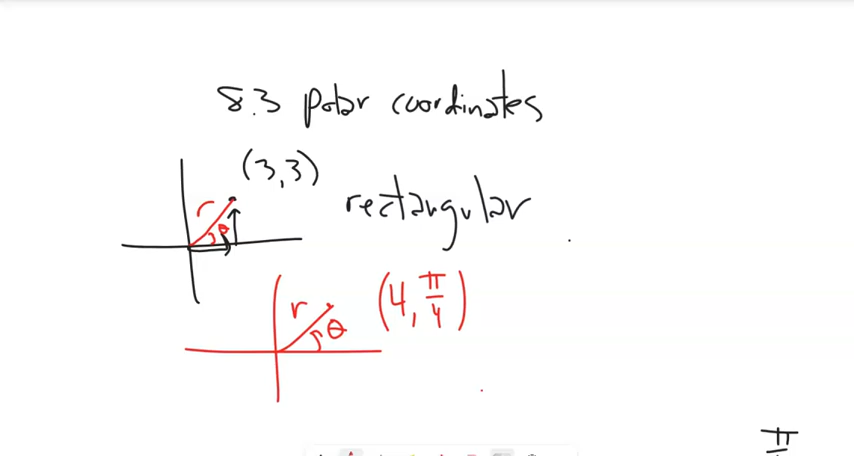 8.3 polar coordinates
(3,3)
rectangular
r
θ
(4, π/4)
r
θ
π